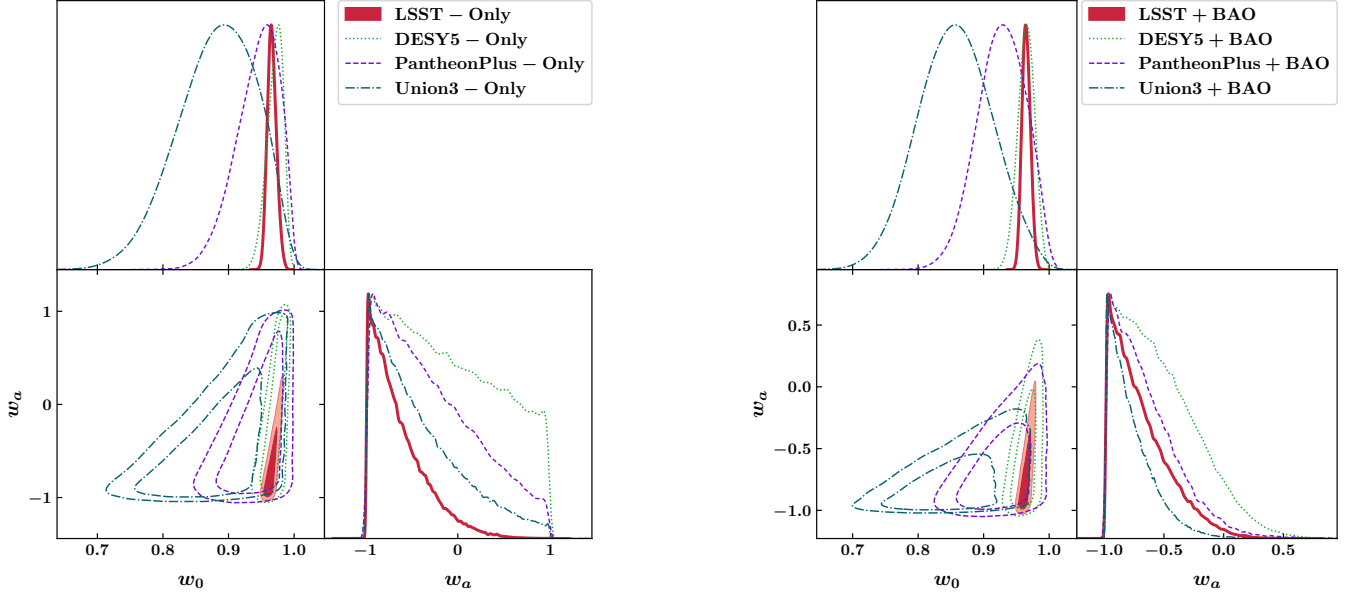 LSST − Only
DESY5 − Only
PantheonPlus − Only
Union3 − Only
1
0
−1
w_a
0.7 0.8 0.9 1.0
w_0
−1 0 1
w_a
LSST + BAO
DESY5 + BAO
PantheonPlus + BAO
Union3 + BAO
0.5
0.0
−0.5
−1.0
w_a
0.7 0.8 0.9 1.0
w_0
−1.0 −0.5 0.0 0.5
w_a